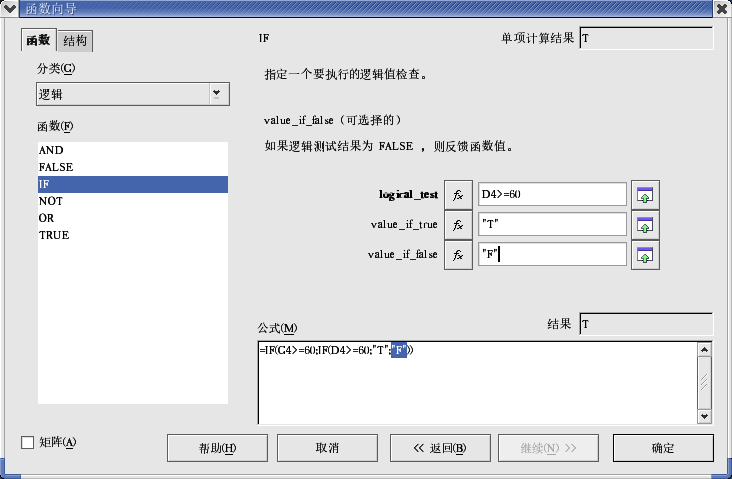 函数向导
函数 结构
IF
单项计算结果 T
分类(G)
逻辑
指定一个要执行的逻辑值检查。
函数(F)
value_if_false（可选择的）
如果逻辑测试结果为 FALSE ，则反馈函数值。
AND
FALSE
IF
NOT
OR
TRUE
logical_test fx D4>=60
value_if_true fx "T"
value_if_false fx "F"
公式(M)
结果 T
=IF(C4>=60;IF(D4>=60;"T";"F"))
矩阵(A)
帮助(H) 取消 << 返回(B) 继续(N) >> 确定